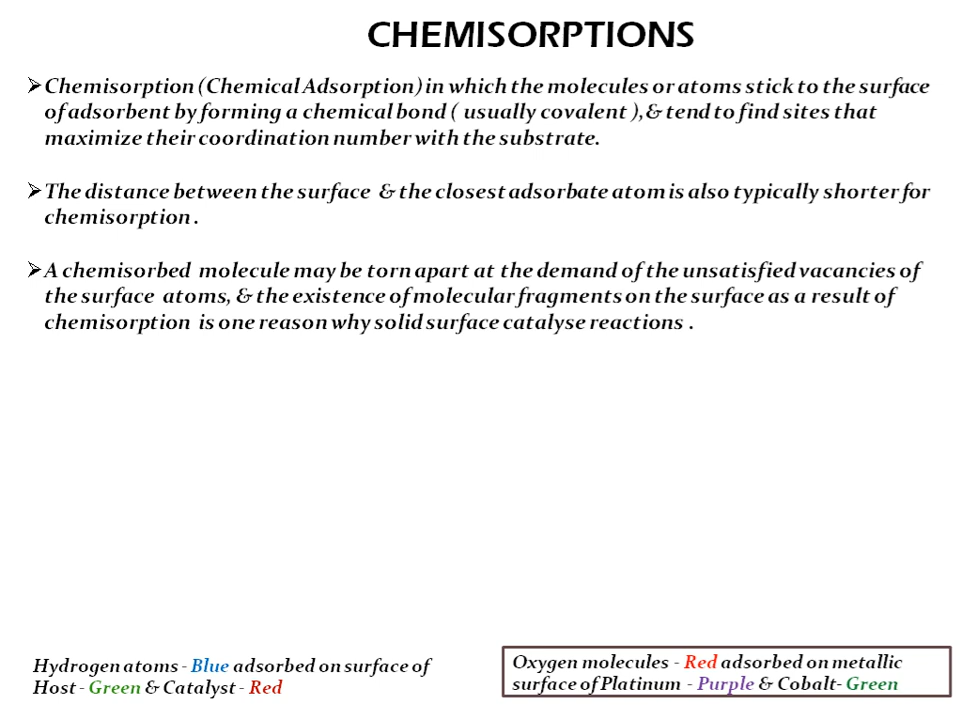 CHEMISORPTIONS
➢Chemisorption (Chemical Adsorption) in which the molecules or atoms stick to the surface
of adsorbent by forming a chemical bond ( usually covalent ),& tend to find sites that
maximize their coordination number with the substrate.
➢The distance between the surface & the closest adsorbate atom is also typically shorter for
chemisorption .
➢A chemisorbed molecule may be torn apart at the demand of the unsatisfied vacancies of
the surface atoms, & the existence of molecular fragments on the surface as a result of
chemisorption is one reason why solid surface catalyse reactions .
Hydrogen atoms - Blue adsorbed on surface of
Host - Green & Catalyst - Red
Oxygen molecules - Red adsorbed on metallic
surface of Platinum - Purple & Cobalt- Green